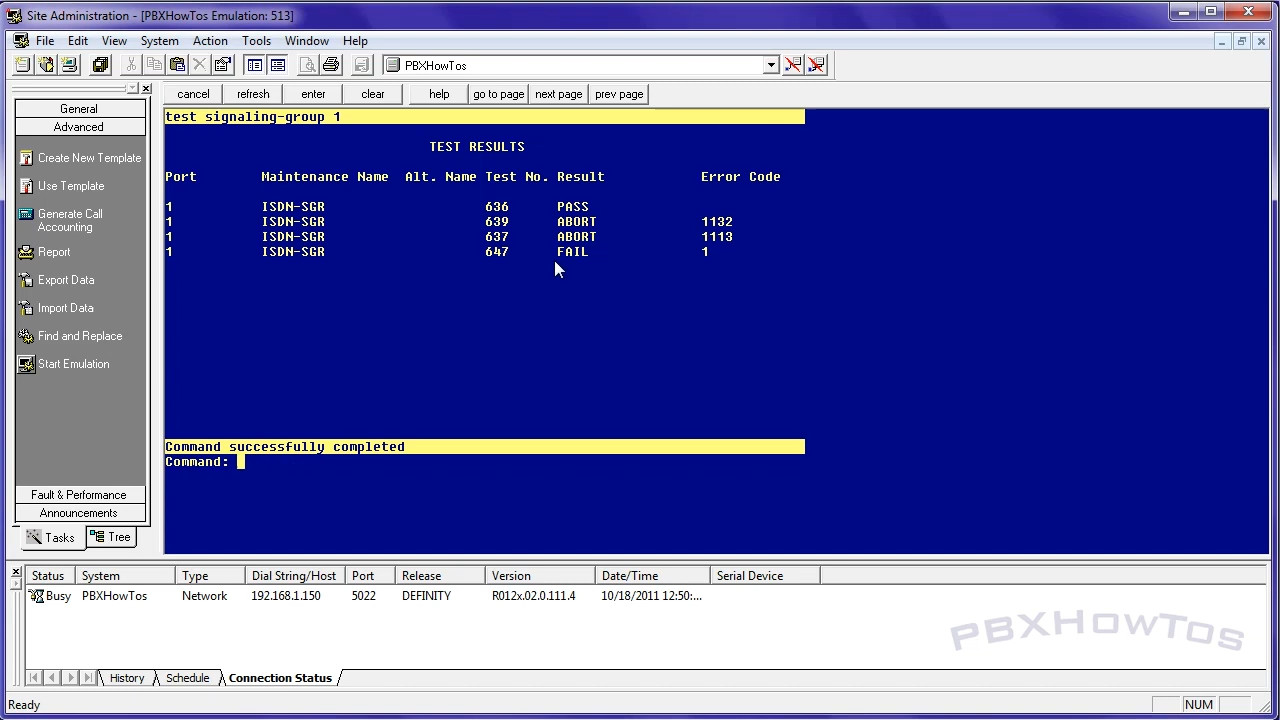 Site Administration - [PBXHowTos Emulation: 513]
File Edit View System Action Tools Window Help
PBXHowTos
cancel refresh enter clear help go to page next page prev page
General
Advanced
Create New Template
Use Template
Generate Call
Accounting
Report
Export Data
Import Data
Find and Replace
Start Emulation
Fault & Performance
Announcements
Tasks Tree
test signaling-group 1
TEST RESULTS
Port Maintenance Name Alt. Name Test No. Result Error Code
1 ISDN-SGR 636 PASS
1 ISDN-SGR 639 ABORT 1132
1 ISDN-SGR 637 ABORT 1113
1 ISDN-SGR 647 FAIL 1
Command successfully completed
Command:
Status System Type Dial String/Host Port Release Version Date/Time Serial Device
Busy PBXHowTos Network 192.168.1.150 5022 DEFINITY R012x.02.0.111.4 10/18/2011 12:50:...
PBXHowTos
History Schedule Connection Status
Ready NUM